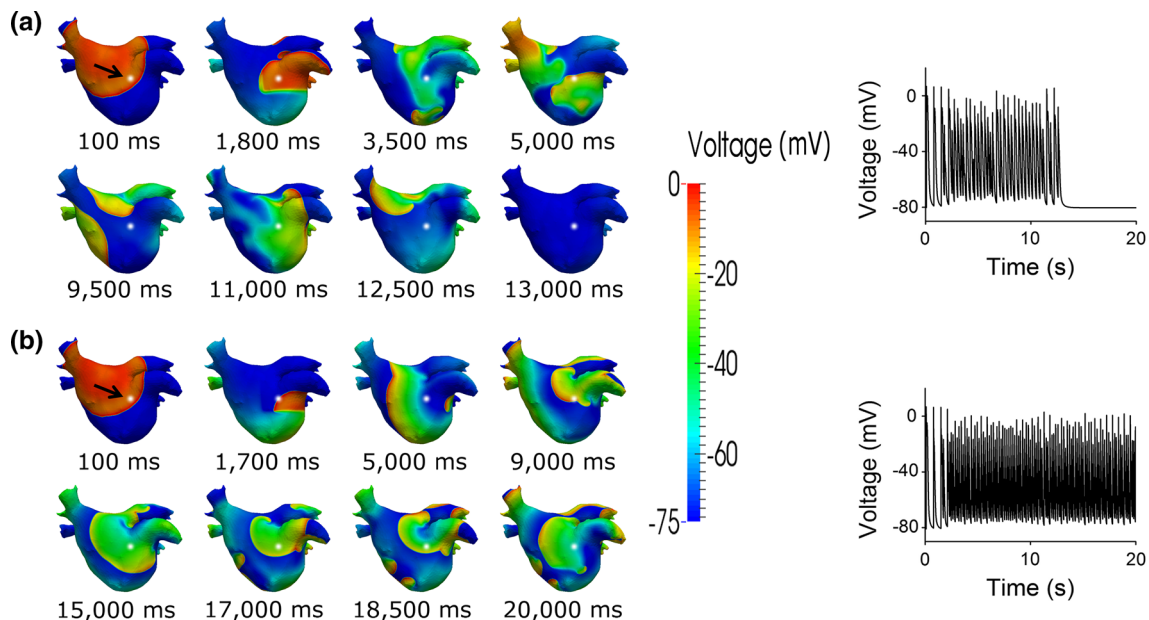 (a)
100 ms 1,800 ms 3,500 ms 5,000 ms
9,500 ms 11,000 ms 12,500 ms 13,000 ms
(b)
100 ms 1,700 ms 5,000 ms 9,000 ms
15,000 ms 17,000 ms 18,500 ms 20,000 ms
Voltage (mV)
0
-20
-40
-60
-75
Voltage (mV)
0
-40
-80
0 10 20
Time (s)
Voltage (mV)
0
-40
-80
0 10 20
Time (s)